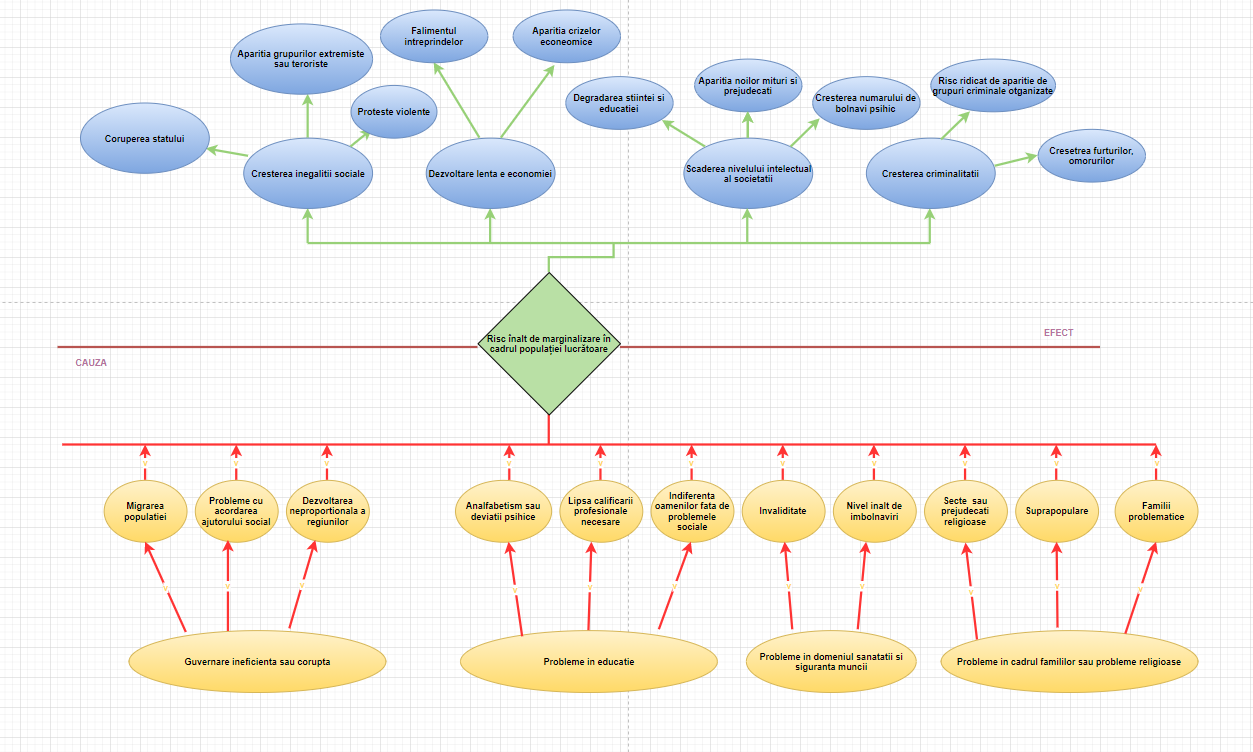 Falimentul
intreprindelor
Aparitia crizelor
econeomice
Aparitia grupurilor extremiste
sau teroriste
Proteste violente
Coruperea statului
Degradarea stiintei si
educatiei
Aparitia noilor mituri si
prejudecati
Cresterea numarului de
bolnavi psihic
Risc ridicat de aparitie de
grupuri criminale otganizate
Cresetrea furturilor,
omorurilor
Cresterea inegalitii sociale
Dezvoltare lenta e economiei
Scaderea nivelului intelectual
al societatii
Cresterea criminalitatii
Risc înalt de marginalizare în
cadrul populației lucrătoare
EFECT
CAUZA
v v v v v v v v v v v
Migrarea
populatiei
Probleme cu
acordarea
ajutorului social
Dezvoltarea
neproportionala a
regiunilor
Analfabetism sau
deviatii psihice
Lipsa calificarii
profesionale
necesare
Indiferenta
oamenilor fata de
problemele
sociale
Invaliditate
Nivel inalt de
imbolnaviri
Secte sau
prejudecati
religioase
Suprapopulare
Familii
problematice
v v v v v v v v v v v
Guvernare ineficienta sau corupta
Probleme in educatie
Probleme in domeniul sanatatii si
siguranta muncii
Probleme in cadrul famililor sau probleme religioase